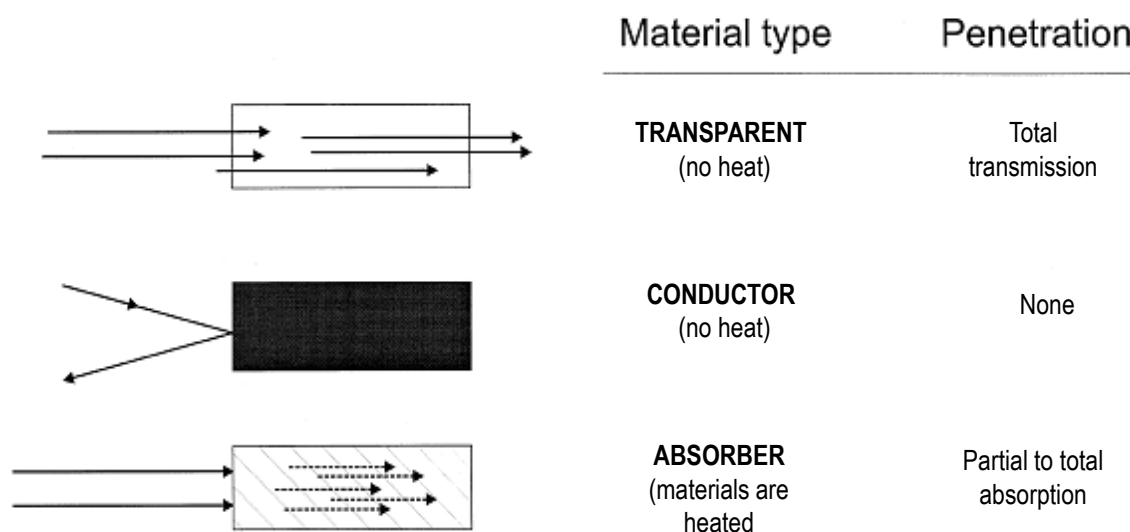 Material type Penetration
TRANSPARENT Total
(no heat) transmission
CONDUCTOR None
(no heat)
ABSORBER Partial to total
(materials are absorption
heated